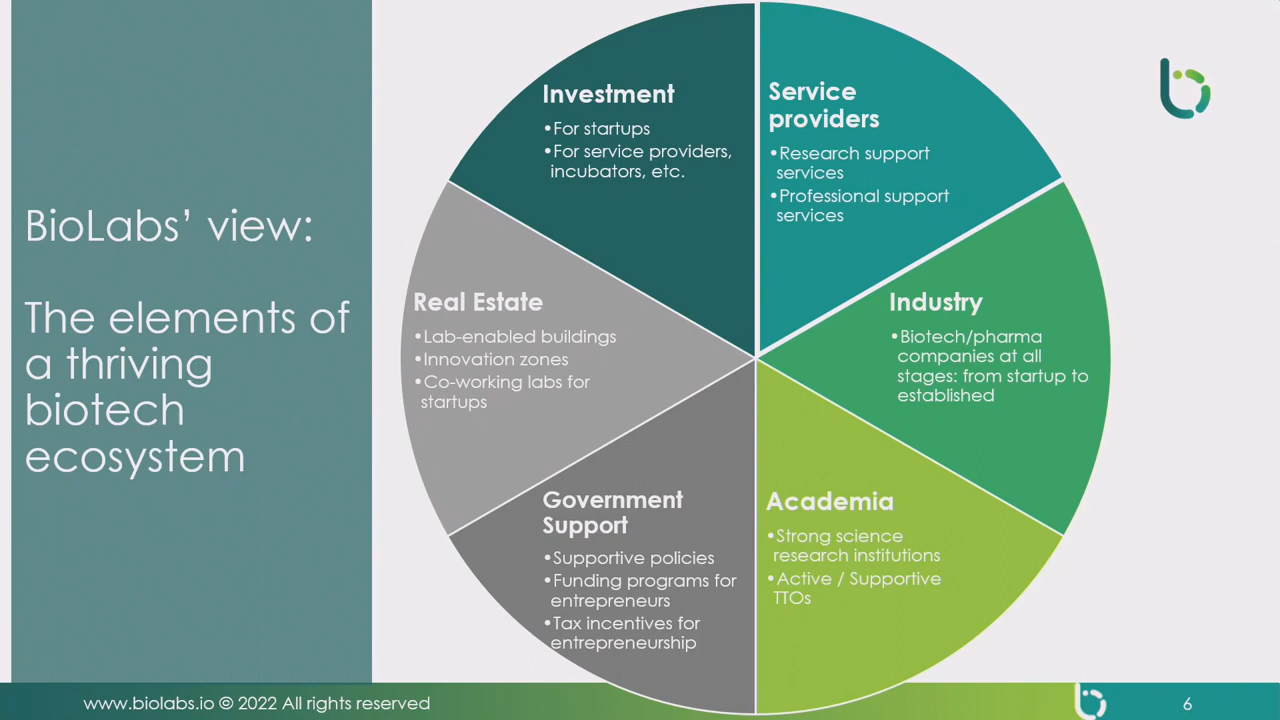 BioLabs’ view:
The elements of
a thriving
biotech
ecosystem
Investment
•For startups
•For service providers,
incubators, etc.
Service
providers
•Research support
services
•Professional support
services
Real Estate
•Lab-enabled buildings
•Innovation zones
•Co-working labs for
startups
Industry
•Biotech/pharma
companies at all
stages: from startup to
established
Government
Support
•Supportive policies
•Funding programs for
entrepreneurs
•Tax incentives for
entrepreneurship
Academia
•Strong science
research institutions
•Active / Supportive
TTOs
www.biolabs.io © 2022 All rights reserved
6